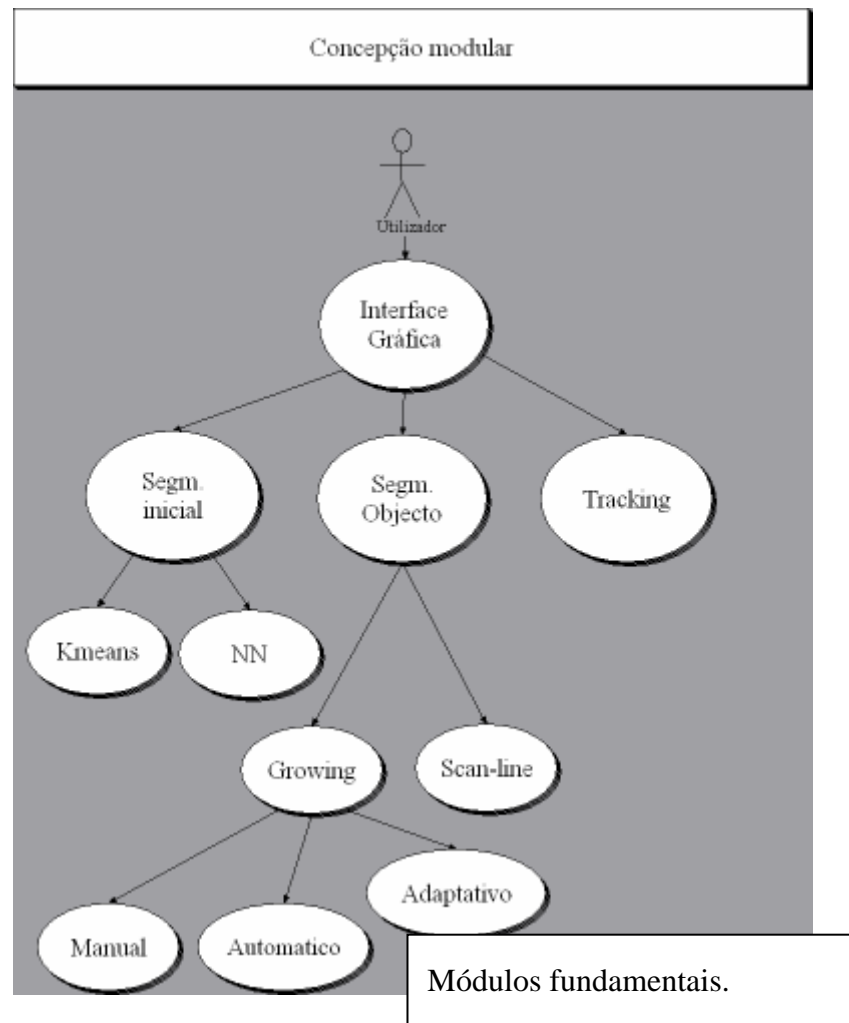 Concepção modular
Utilizador
Interface
Gráfica
Segm.
inicial
Segm.
Objecto
Tracking
Kmeans
NN
Growing
Scan-line
Adaptativo
Manual
Automatico
Módulos fundamentais.